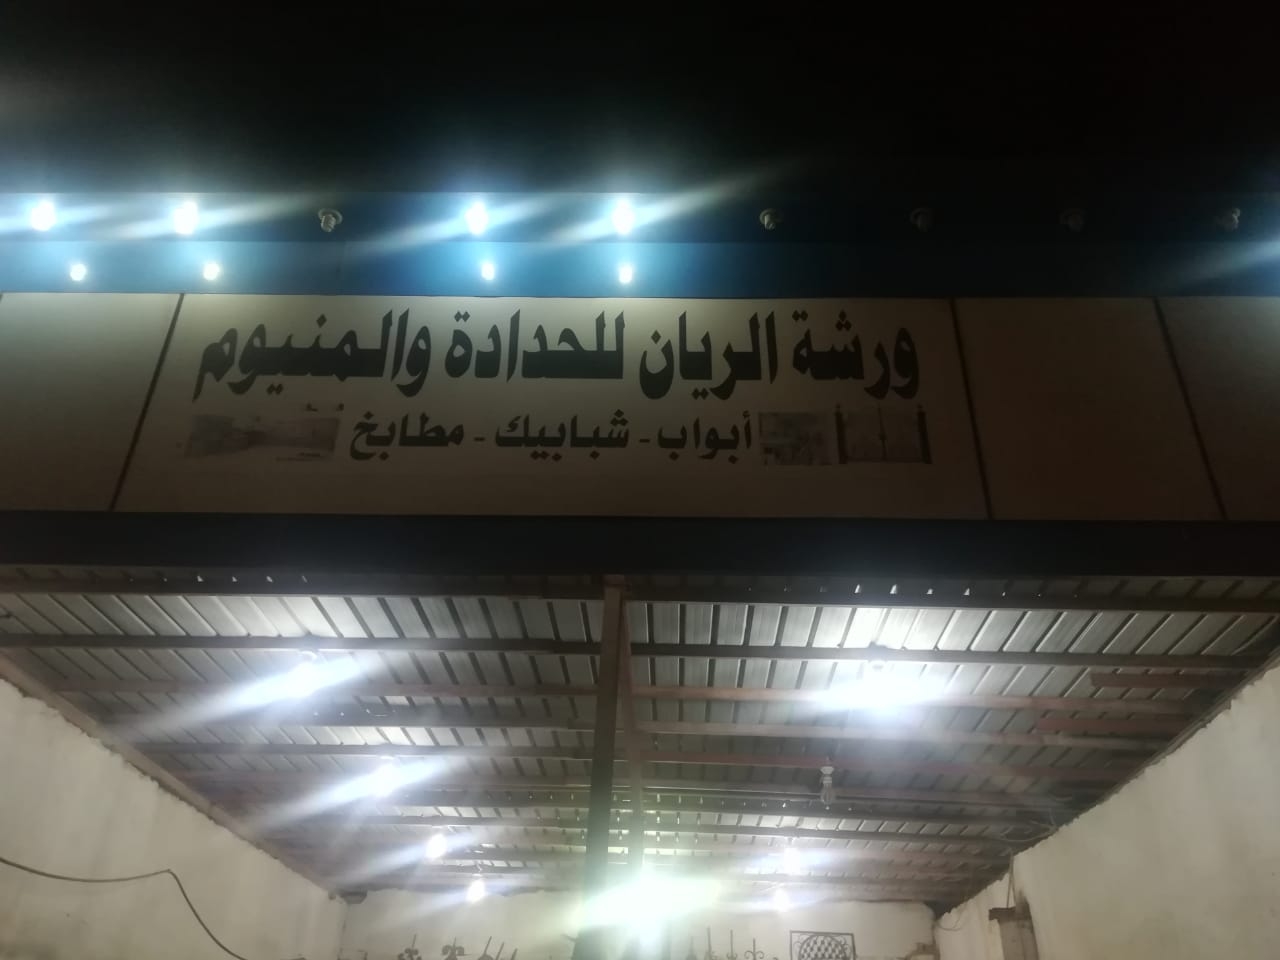 ورشة الريان للحدادة والمنيوم
أبواب - شبابيك - مطابخ